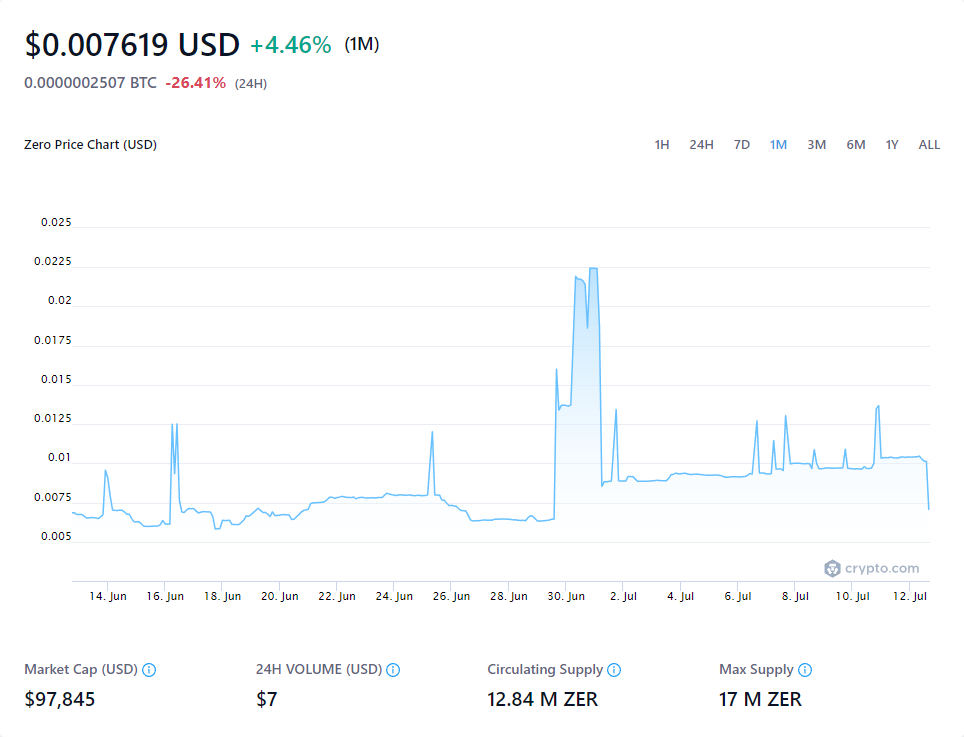 $0.007619 USD +4.46% (1M)
0.0000002507 BTC -26.41% (24H)
Zero Price Chart (USD) 1H 24H 7D 1M 3M 6M 1Y ALL
0.025
0.0225
0.02
0.0175
0.015
0.0125
0.01
0.0075
0.005
crypto.com
14. Jun 16. Jun 18. Jun 20. Jun 22. Jun 24. Jun 26. Jun 28. Jun 30. Jun 2. Jul 4. Jul 6. Jul 8. Jul 10. Jul 12. Jul
Market Cap (USD) 24H VOLUME (USD) Circulating Supply Max Supply
$97,845 $7 12.84 M ZER 17 M ZER